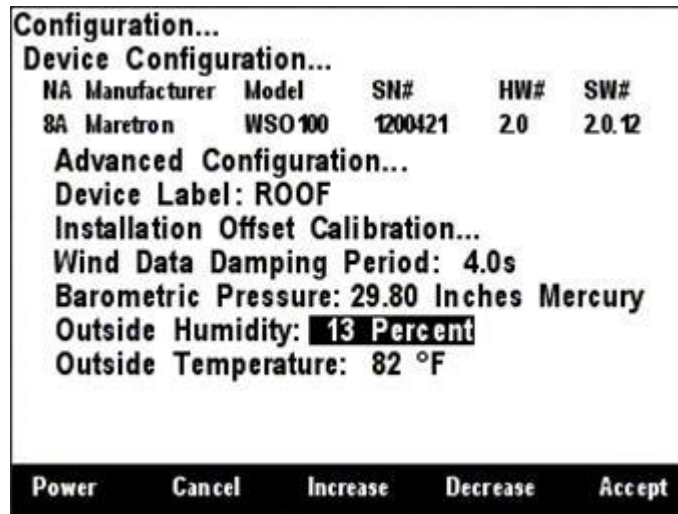 Configuration...
Device Configuration...
NA Manufacturer Model SN# HW# SW#
8A Maretron WSO100 1200421 2.0 2.0.12
Advanced Configuration...
Device Label: ROOF
Installation Offset Calibration...
Wind Data Damping Period: 4.0s
Barometric Pressure: 29.80 Inches Mercury
Outside Humidity: 13 Percent
Outside Temperature: 82 °F
Power Cancel Increase Decrease Accept